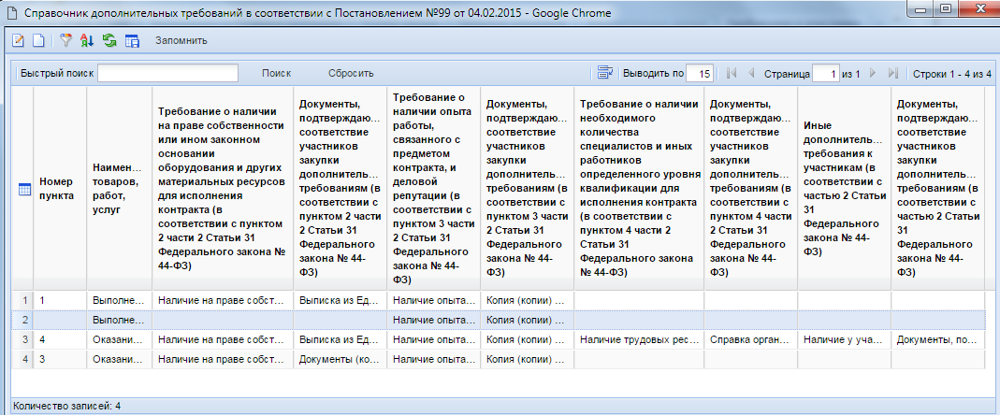 Справочник дополнительных требований в соответствии с Постановлением №99 от 04.02.2015 - Google Chrome
Запомнить
Быстрый поиск Поиск Сбросить Выводить по 15 Страница 1 из 1 Строки 1 - 4 из 4
Номер
пункта
Наимен...
товаров,
работ,
услуг
Требование о наличии
на праве собственности
или ином законном
основании
оборудования и других
материальных ресурсов
для исполнения
контракта (в
соответствии с пунктом
2 части 2 Статьи 31
Федерального закона №
44-ФЗ)
Документы,
подтверждаю...
соответствие
участников
закупки
дополнитель...
требованиям (в
соответствии с
пунктом 2 части
2 Статьи 31
Федерального
закона № 44-
ФЗ)
Требование о
наличии опыта
работы,
связанного с
предметом
контракта, и
деловой
репутации (в
соответствии с
пунктом 3 части
2 Статьи 31
Федерального
закона № 44-
ФЗ)
Документы,
подтверждаю...
соответствие
участников
закупки
дополнитель...
требованиям (в
соответствии с
пунктом 3 части
2 Статьи 31
Федерального
закона № 44-
ФЗ)
Требование о наличии
необходимого
количества
специалистов и иных
работников
определенного уровня
квалификации для
исполнения контракта
(в соответствии с
пунктом 4 части 2
Статьи 31
Федерального закона
№ 44-ФЗ)
Документы,
подтверждаю...
соответствие
участников
закупки
дополнитель...
требованиям (в
соответствии с
пунктом 4 части
2 Статьи 31
Федерального
закона № 44-
ФЗ)
Иные
дополнитель...
требования к
участникам (в
соответствии с
частью 2 Статьи
31
Федерального
закона № 44-
ФЗ)
Документы,
подтверждаю...
соответствие
участников
закупки
дополнитель...
требованиям (в
соответствии с
частью 2 Статьи
31
Федерального
закона № 44-
ФЗ)
1 1 Выполне... Наличие на праве собст... Выписка из Ед... Наличие опыта... Копия (копии) ...
2 Выполне... Наличие опыта... Копия (копии) ...
3 4 Оказани... Наличие на праве собст... Выписка из Ед... Наличие опыта... Копия (копии) ... Наличие трудовых рес... Справка орган... Наличие у уча... Документы, по...
4 3 Оказани... Наличие на праве собст... Документы (ко... Наличие опыта... Копия (копии) ...
Количество записей: 4